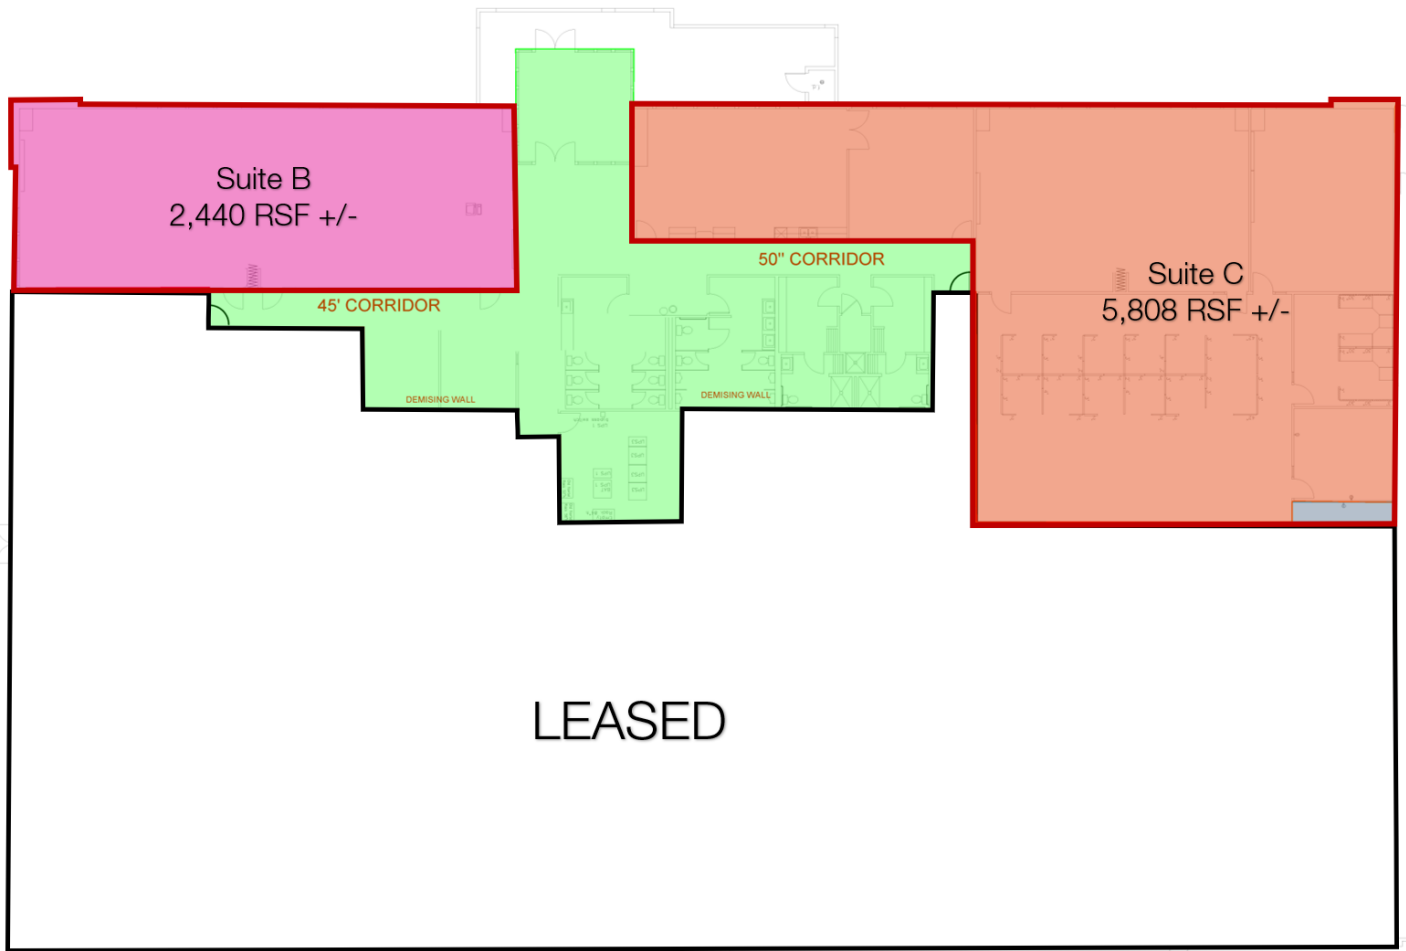 Suite B
2,440 RSF +/-
50" CORRIDOR
Suite C
5,808 RSF +/-
45' CORRIDOR
DEMISING WALL
DEMISING WALL
LEASED